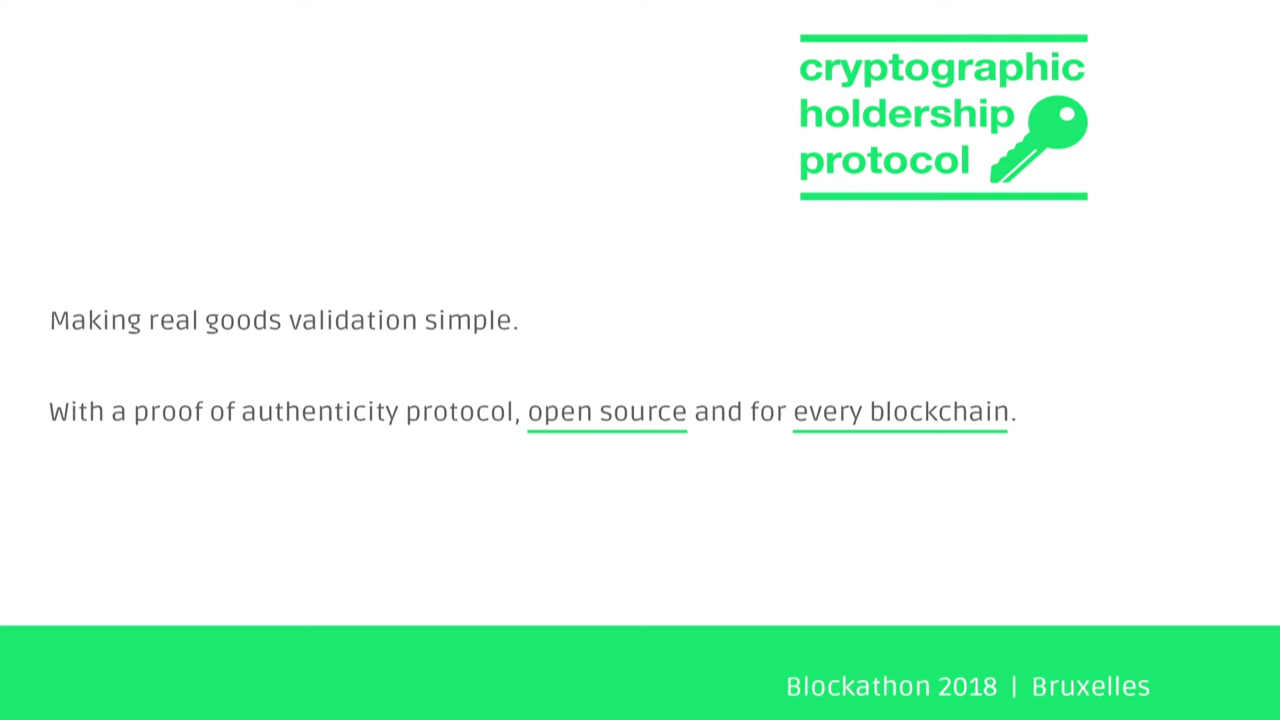 cryptographic
holdership
protocol
Making real goods validation simple.
With a proof of authenticity protocol, open source and for every blockchain.
Blockathon 2018 | Bruxelles